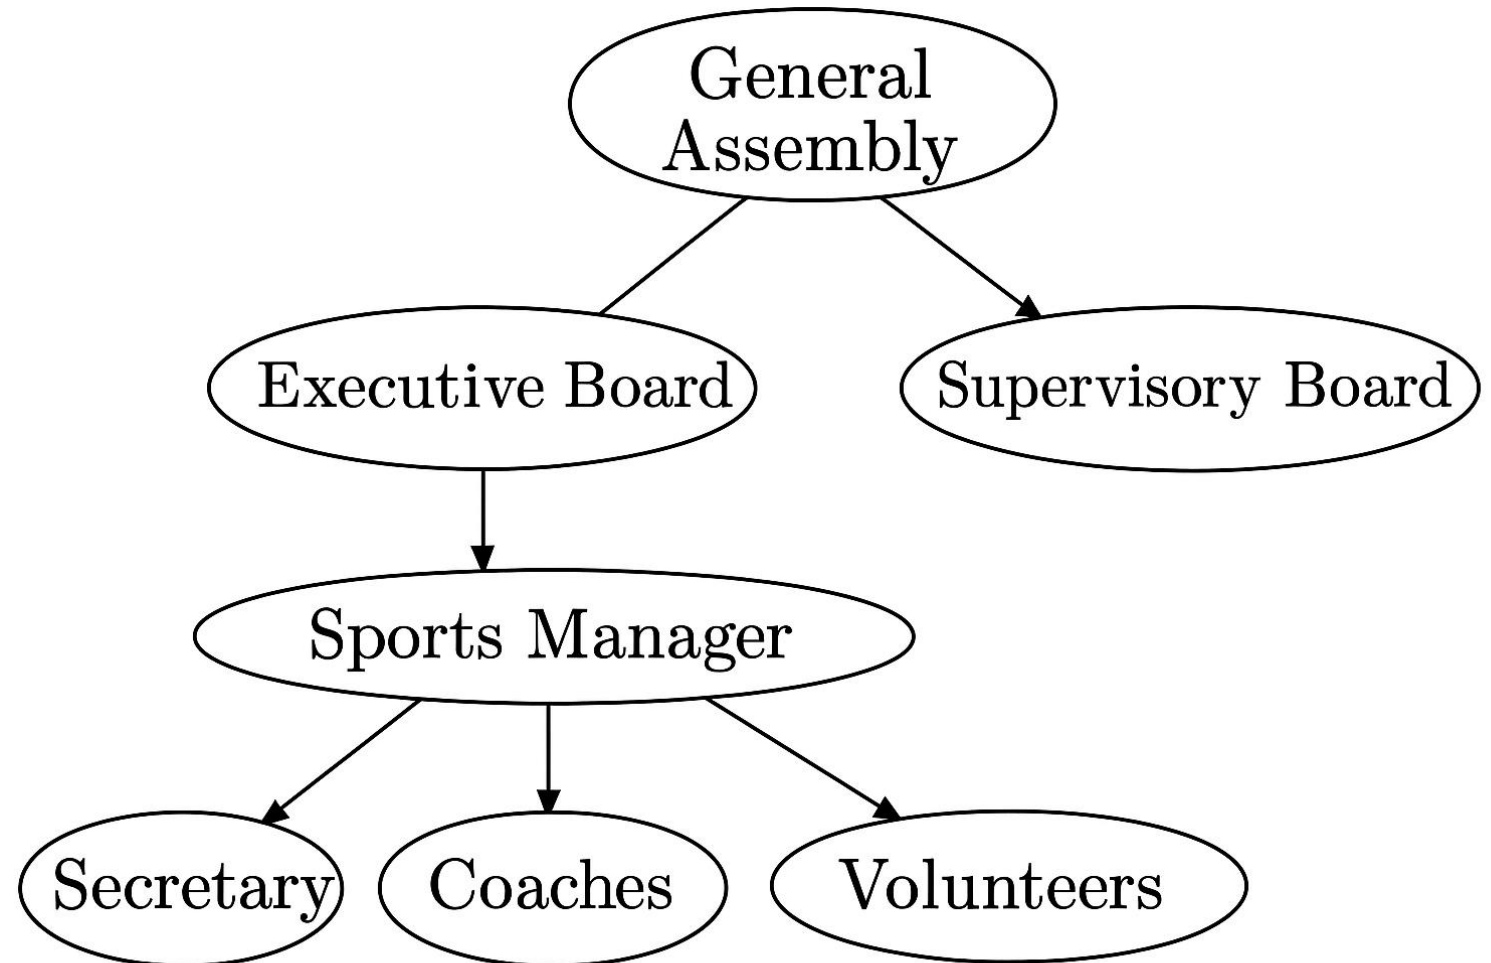 General
Assembly
Executive Board
Supervisory Board
Sports Manager
Secretary
Coaches
Volunteers